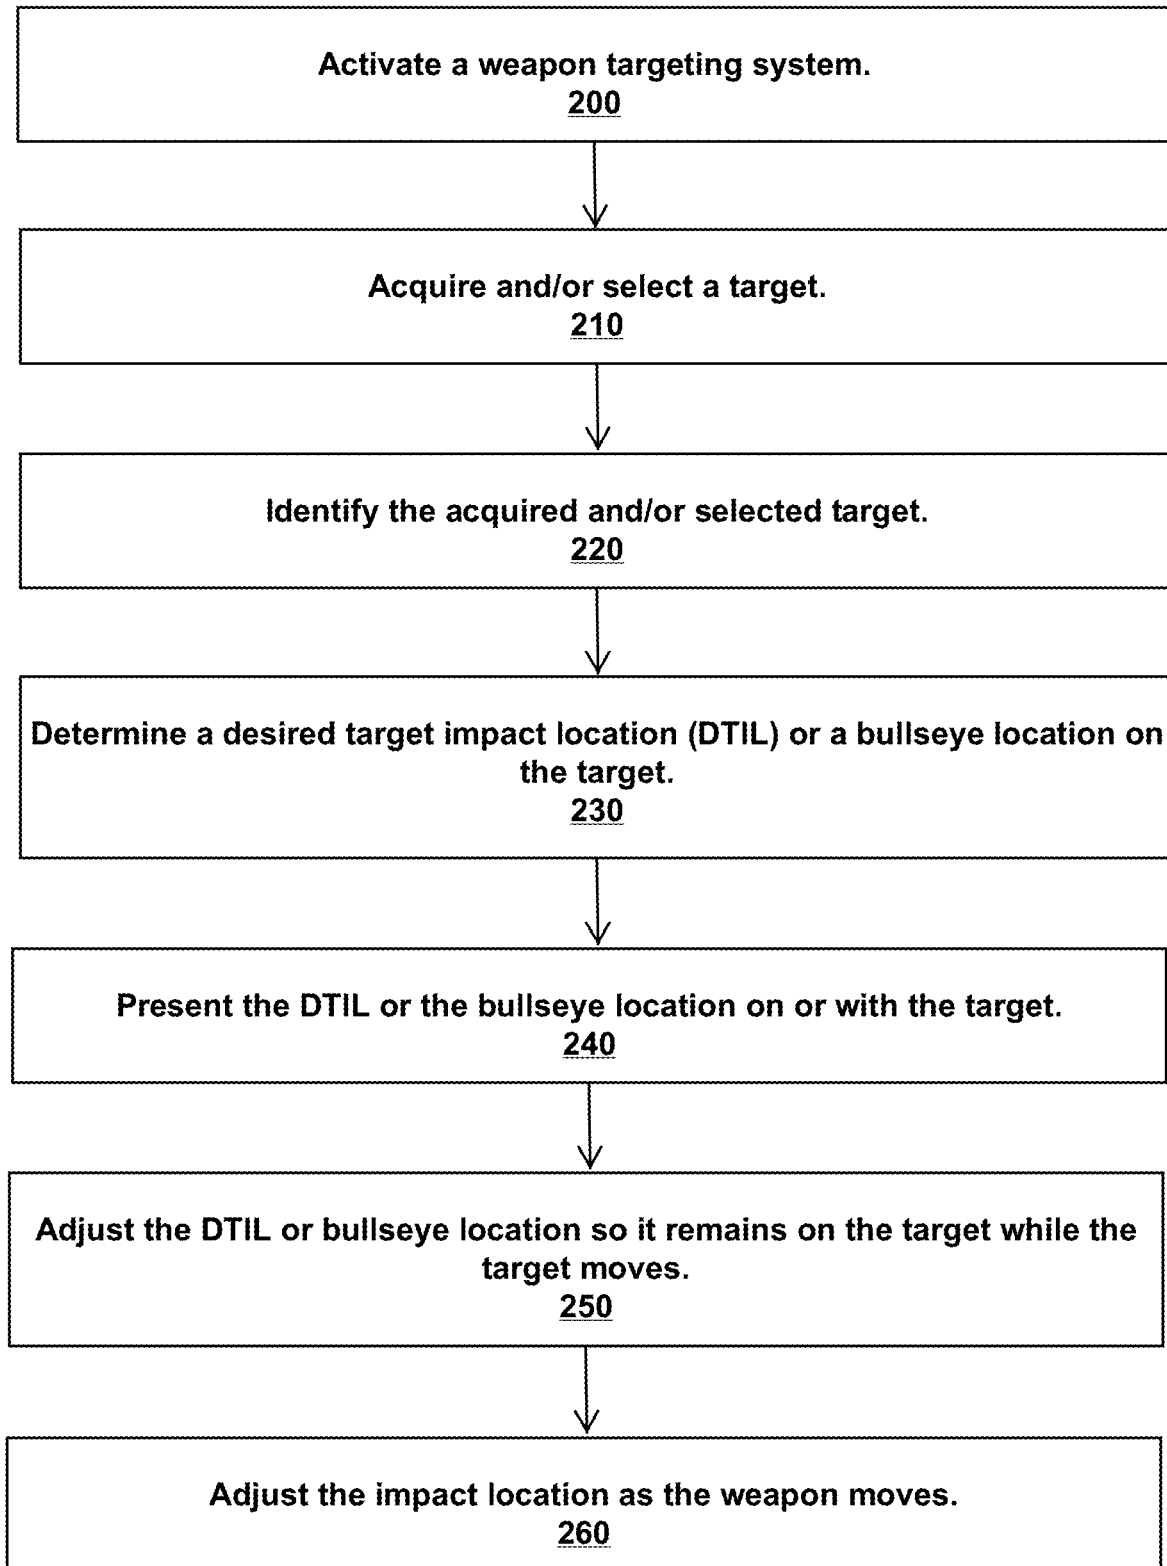 Activate a weapon targeting system.
200
Acquire and/or select a target.
210
Identify the acquired and/or selected target.
220
Determine a desired target impact location (DTIL) or a bullseye location on
the target.
230
Present the DTIL or the bullseye location on or with the target.
240
Adjust the DTIL or bullseye location so it remains on the target while the
target moves.
250
Adjust the impact location as the weapon moves.
260